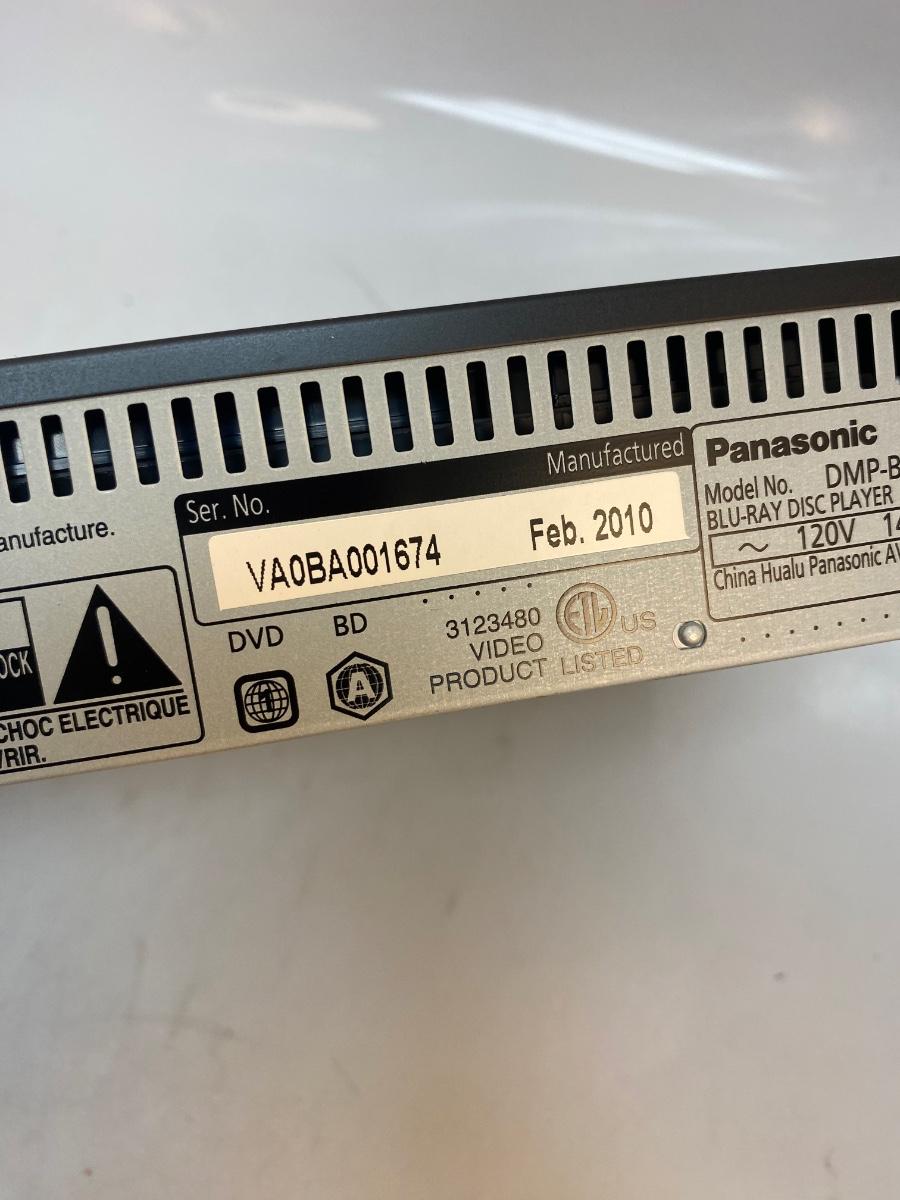 anufacture.
OCK
CHOC ELECTRIQUE
VRIR.
Ser. No.
Manufactured
VA0BA001674
Feb. 2010
DVD
BD
A
3123480
VIDEO
PRODUCT
ETL US
LISTED
Panasonic
Model No. DMP-B
BLU-RAY DISC PLAYER
~ 120V 14
China Hualu Panasonic AV